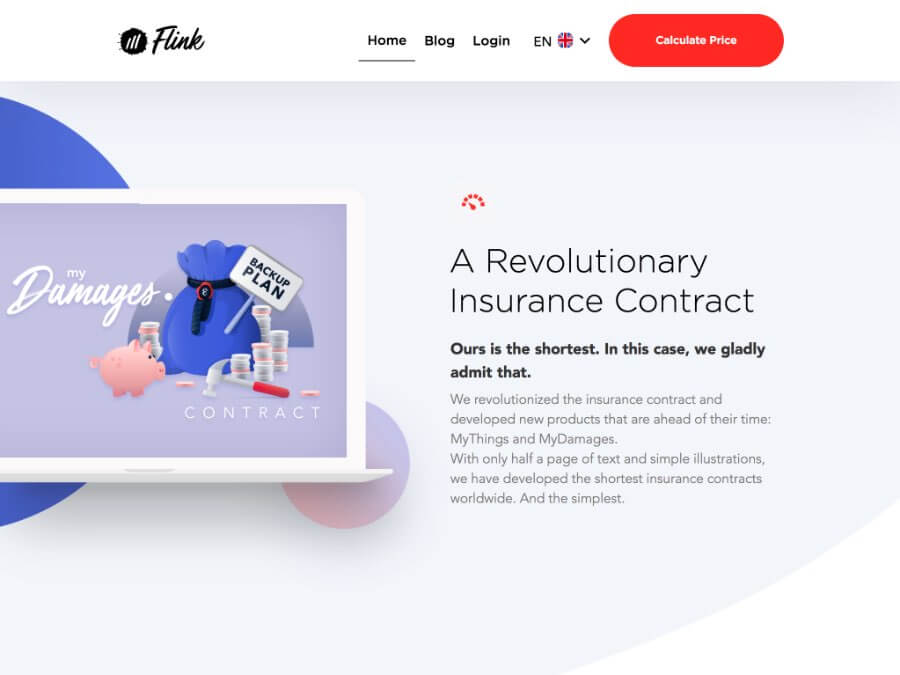 Flink
Home
Blog
Login
EN
Calculate Price
my
Damages.
BACKUP
PLAN
CONTRACT
A Revolutionary
Insurance Contract
Ours is the shortest. In this case, we gladly
admit that.
We revolutionized the insurance contract and
developed new products that are ahead of their time:
MyThings and MyDamages.
With only half a page of text and simple illustrations,
we have developed the shortest insurance contracts
worldwide. And the simplest.